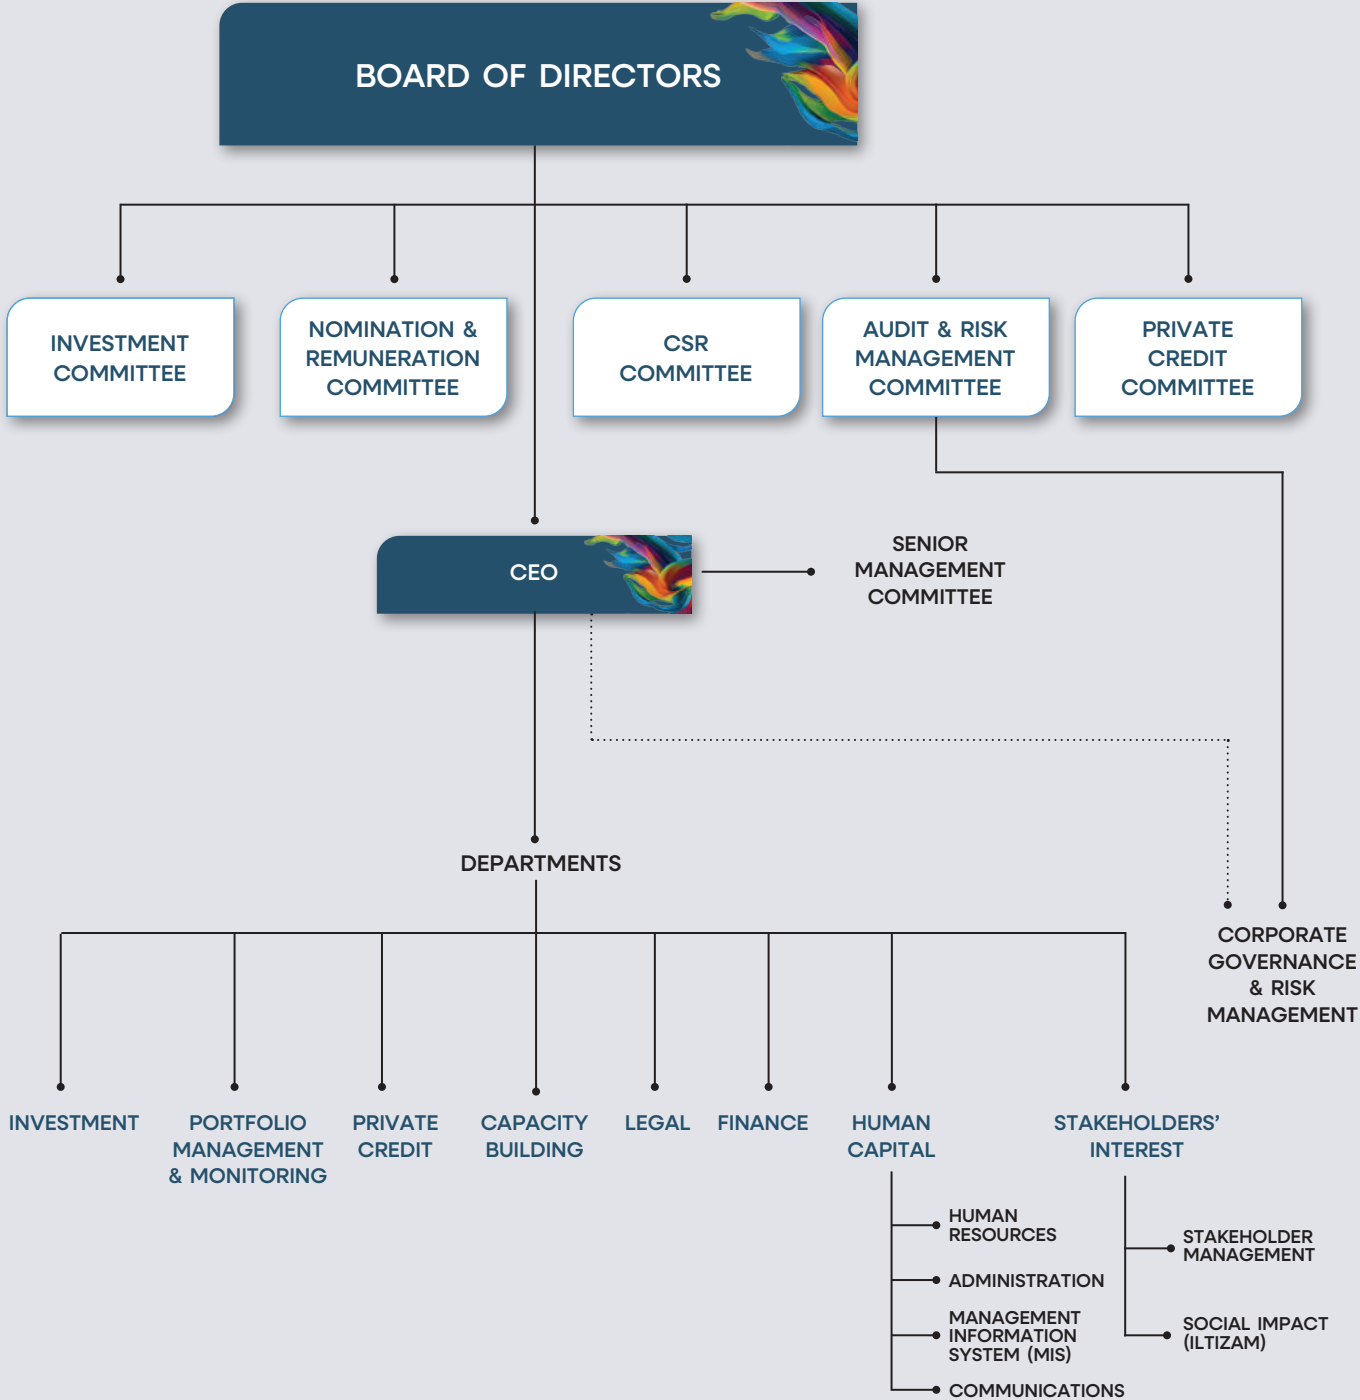 BOARD OF DIRECTORS
INVESTMENT
COMMITTEE
NOMINATION &
REMUNERATION
COMMITTEE
CSR
COMMITTEE
AUDIT & RISK
MANAGEMENT
COMMITTEE
PRIVATE
CREDIT
COMMITTEE
CEO
SENIOR
MANAGEMENT
COMMITTEE
DEPARTMENTS
CORPORATE
GOVERNANCE
& RISK
MANAGEMENT
INVESTMENT
PORTFOLIO
MANAGEMENT
& MONITORING
PRIVATE
CREDIT
CAPACITY
BUILDING
LEGAL
FINANCE
HUMAN
CAPITAL
STAKEHOLDERS’
INTEREST
HUMAN
RESOURCES
ADMINISTRATION
MANAGEMENT
INFORMATION
SYSTEM (MIS)
COMMUNICATIONS
STAKEHOLDER
MANAGEMENT
SOCIAL IMPACT
(ILTIZAM)